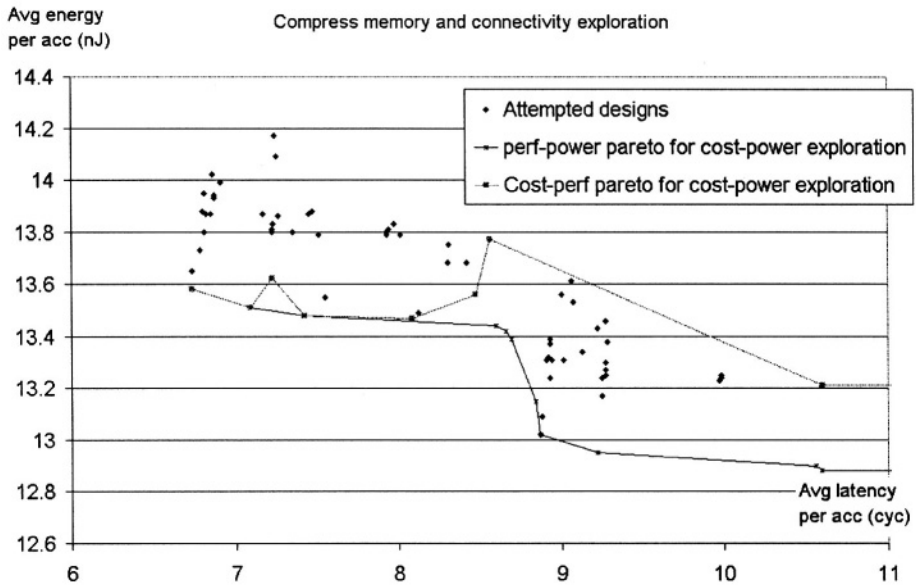 Avg energy
per acc (nJ)
Compress memory and connectivity exploration
14.4
14.2
14
13.8
13.6
13.4
13.2
13
12.8
12.6
Attempted designs
perf-power pareto for cost-power exploration
Cost-perf pareto for cost-power exploration
Avg latency
per acc (cyc)
6
7
8
9
10
11